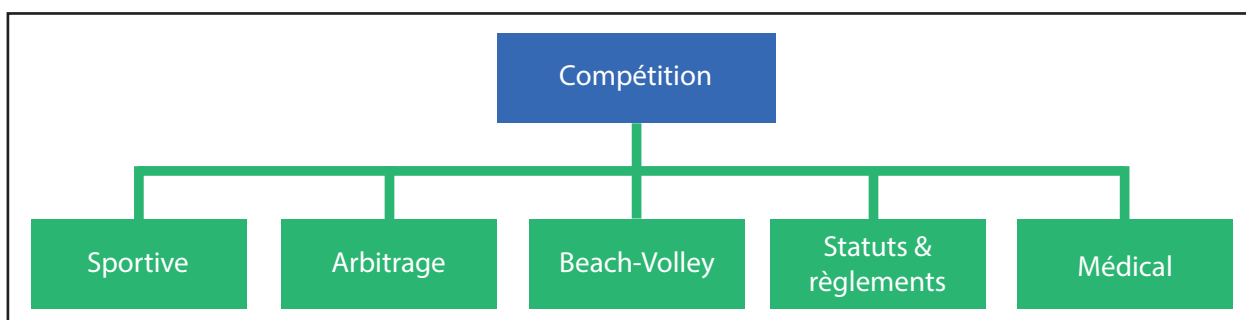 Compétition
Sportive
Arbitrage
Beach-Volley
Statuts &
règlements
Médical